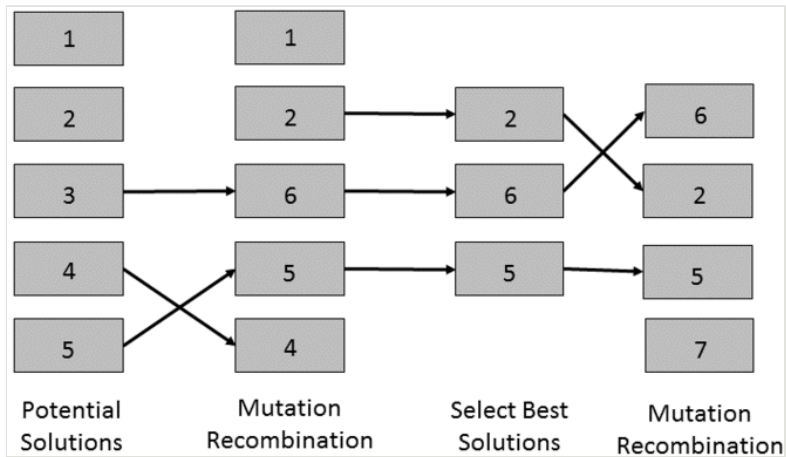 1 1
2 2 2 6
3 6 6 2
4 5 5 5
5 4 7
Potential Mutation Select Best Mutation
Solutions Recombination Solutions Recombination